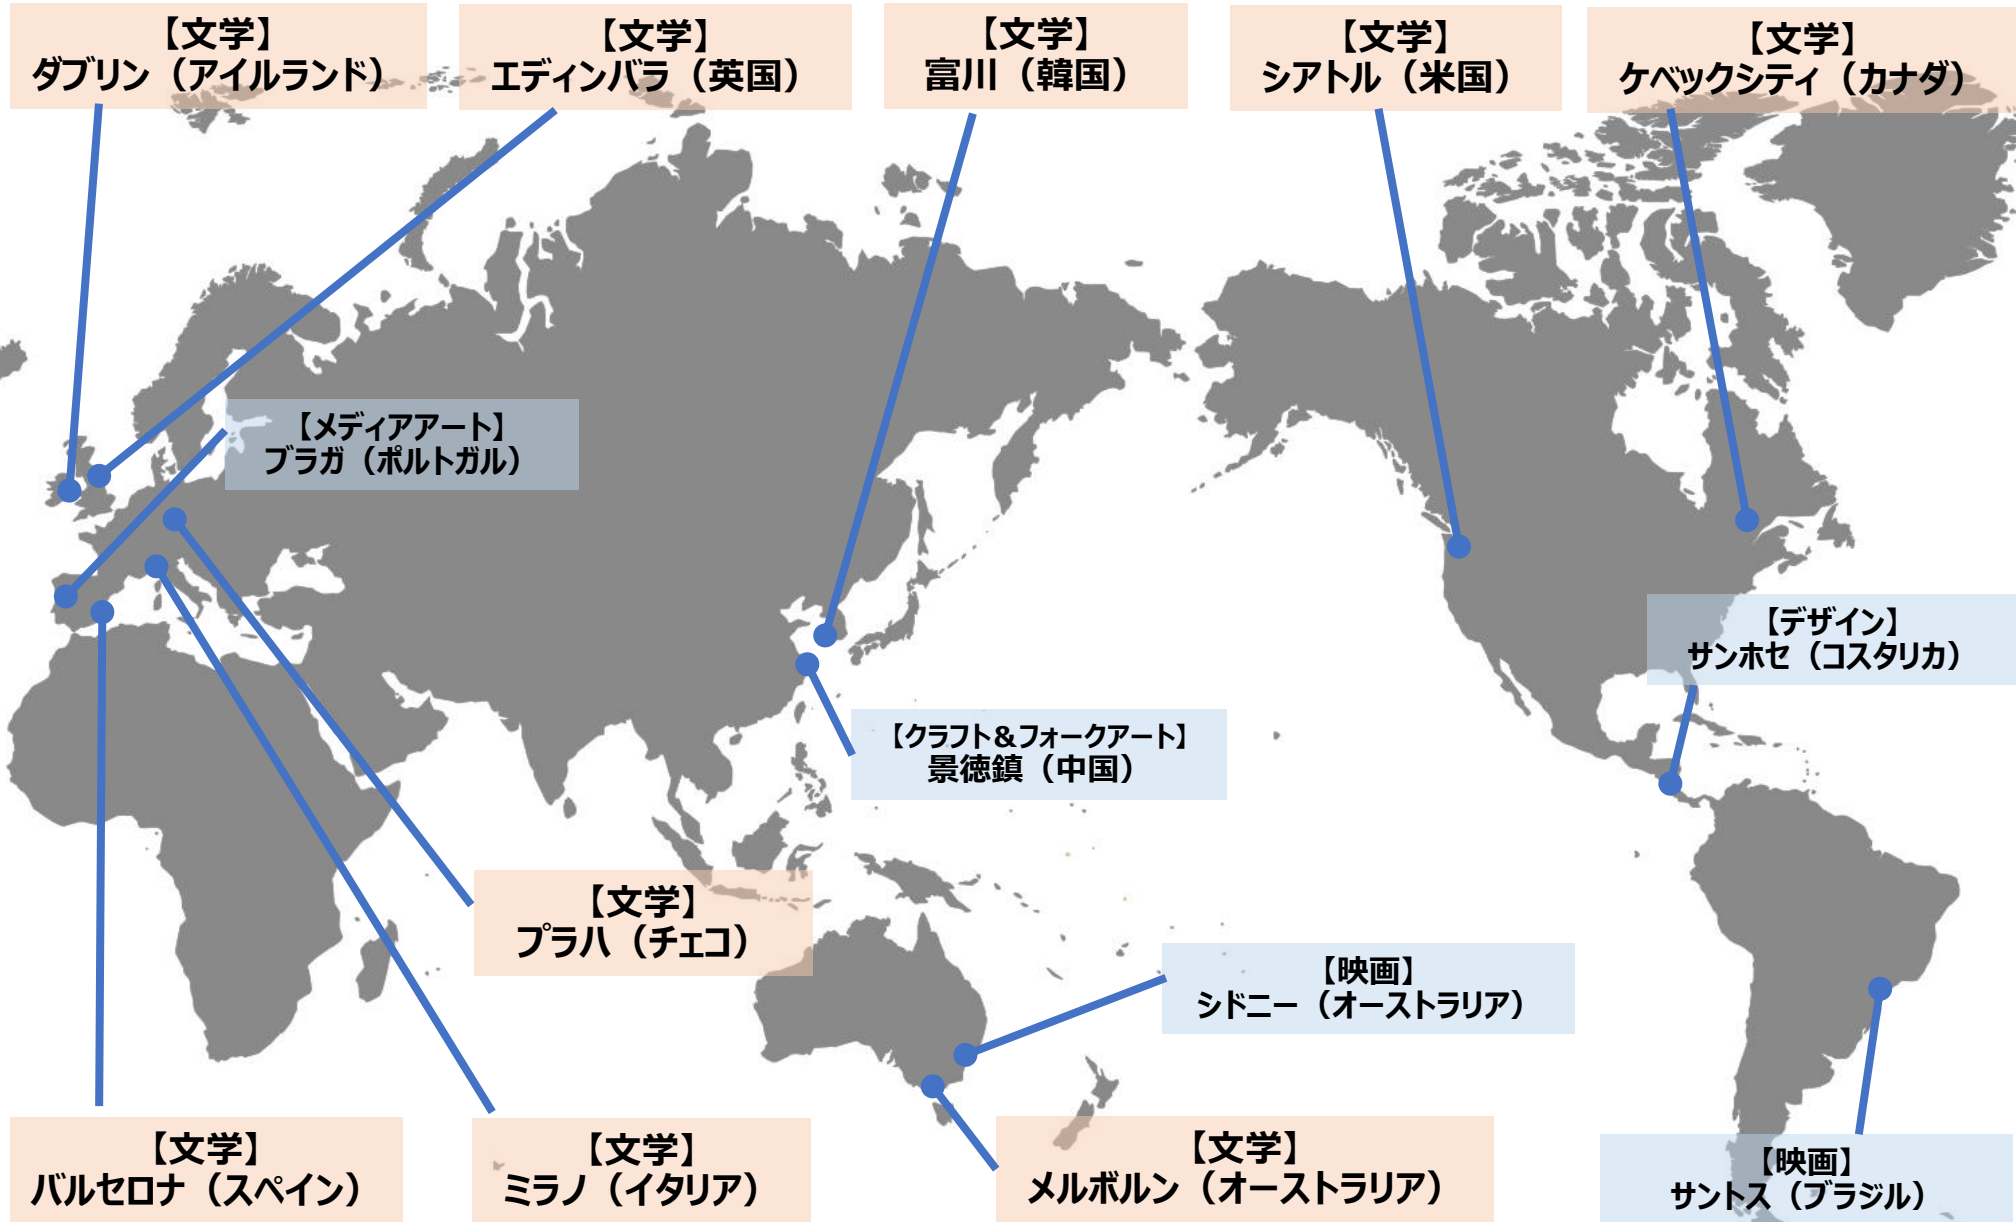 【文学】
ダブリン（アイルランド）
【文学】
エディンバラ（英国）
【文学】
富川（韓国）
【文学】
シアトル（米国）
【文学】
ケベックシティ（カナダ）
【メディアアート】
ブラガ（ポルトガル）
【デザイン】
サンホセ（コスタリカ）
【クラフト＆フォークアート】
景徳鎮（中国）
【文学】
プラハ（チェコ）
【映画】
シドニー（オーストラリア）
【文学】
バルセロナ（スペイン）
【文学】
ミラノ（イタリア）
【文学】
メルボルン（オーストラリア）
【映画】
サントス（ブラジル）